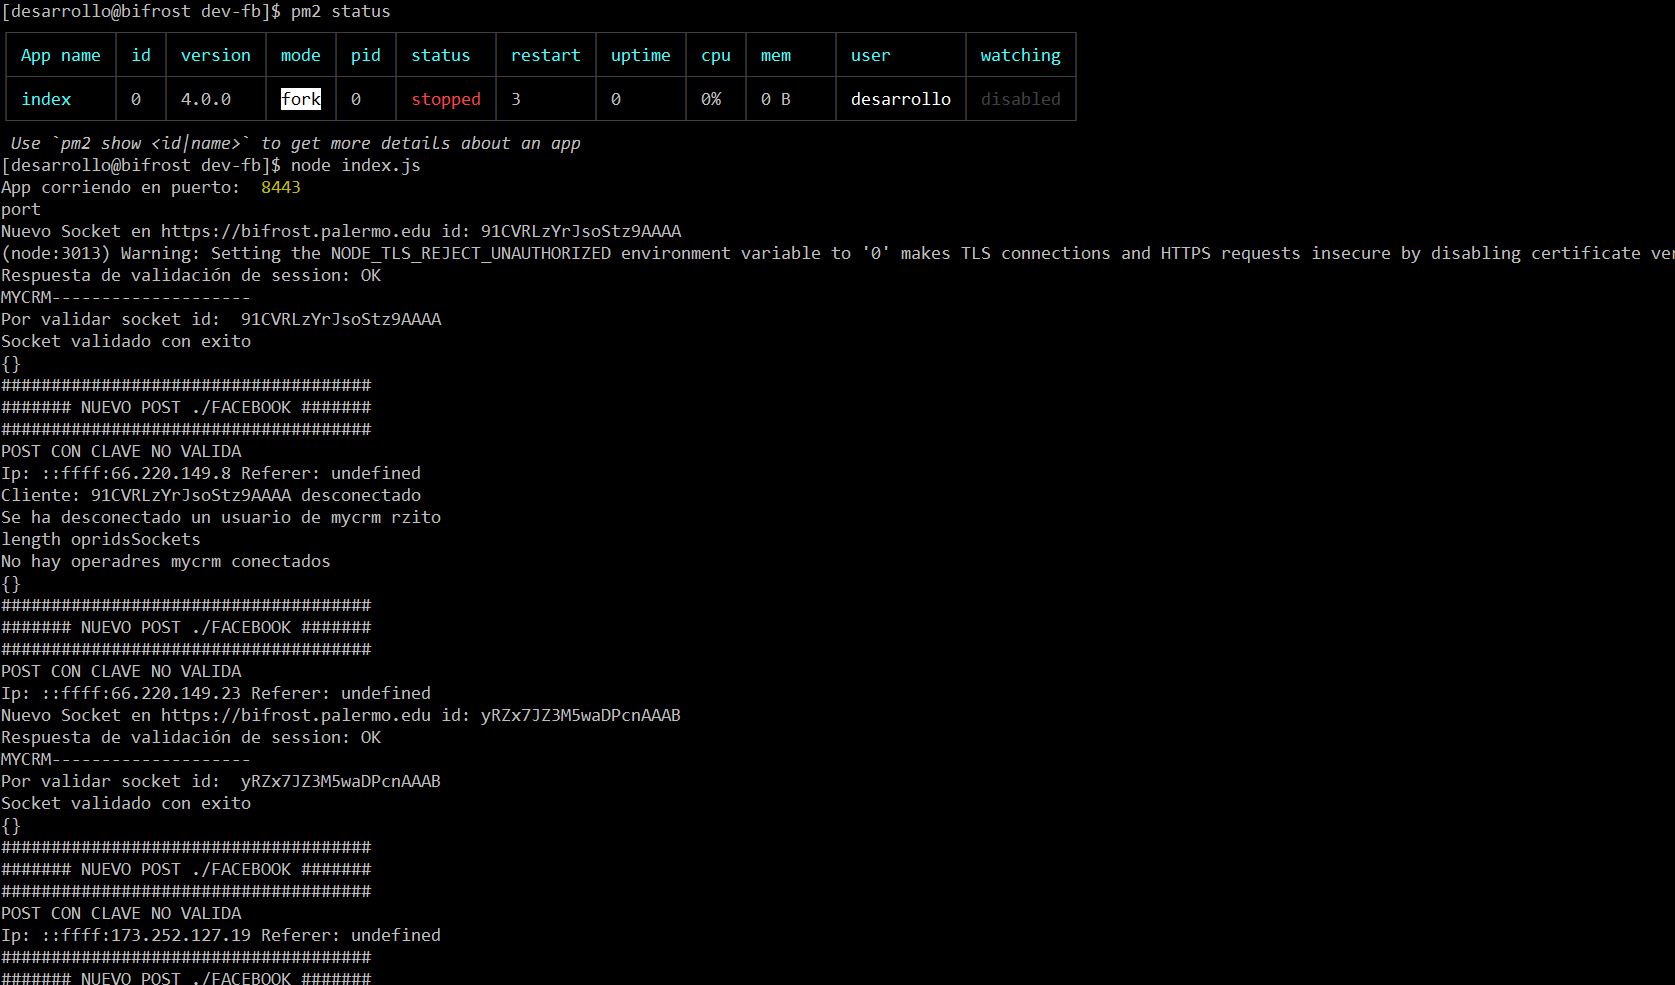 [desarrollo@bifrost dev-fb]$ pm2 status
App name id version mode pid status restart uptime cpu mem user watching
index 0 4.0.0 fork 0 stopped 3 0 0% 0 B desarrollo disabled
Use `pm2 show <id|name>` to get more details about an app
[desarrollo@bifrost dev-fb]$ node index.js
App corriendo en puerto:  8443
port
Nuevo Socket en https://bifrost.palermo.edu id: 91CVRLzYrJsoStz9AAAA
(node:3013) Warning: Setting the NODE_TLS_REJECT_UNAUTHORIZED environment variable to '0' makes TLS connections and HTTPS requests insecure by disabling certificate ver
Respuesta de validación de session: OK
MYCRM--------------------
Por validar socket id:  91CVRLzYrJsoStz9AAAA
Socket validado con exito
{}
#####################################
####### NUEVO POST ./FACEBOOK #######
#####################################
POST CON CLAVE NO VALIDA
Ip: ::ffff:66.220.149.8 Referer: undefined
Cliente: 91CVRLzYrJsoStz9AAAA desconectado
Se ha desconectado un usuario de mycrm rzito
length opridsSockets
No hay operadres mycrm conectados
{}
#####################################
####### NUEVO POST ./FACEBOOK #######
#####################################
POST CON CLAVE NO VALIDA
Ip: ::ffff:66.220.149.23 Referer: undefined
Nuevo Socket en https://bifrost.palermo.edu id: yRZx7JZ3M5waDPcnAAAB
Respuesta de validación de session: OK
MYCRM--------------------
Por validar socket id:  yRZx7JZ3M5waDPcnAAAB
Socket validado con exito
{}
#####################################
####### NUEVO POST ./FACEBOOK #######
#####################################
POST CON CLAVE NO VALIDA
Ip: ::ffff:173.252.127.19 Referer: undefined
#####################################
####### NUEVO POST ./FACEBOOK #######